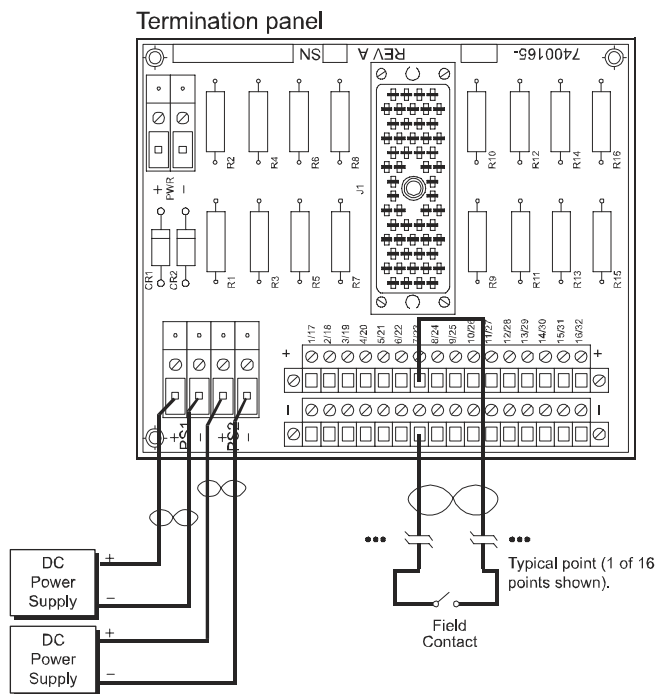 Termination panel
SN
REV A
7400165-
R2
R4
R6
R8
R10
R12
R14
R16
+
PWR
−
J1
CR1
CR2
R1
R3
R5
R7
R9
R11
R13
R15
1/17
2/18
3/19
4/20
5/21
6/22
7/23
8/24
9/25
10/26
11/27
12/28
13/29
14/30
15/31
16/32
+
+
−
−
+
PS1
−
+
PS2
−
DC
Power
Supply
+
−
DC
Power
Supply
+
−
•••
•••
Typical point (1 of 16
points shown).
Field
Contact